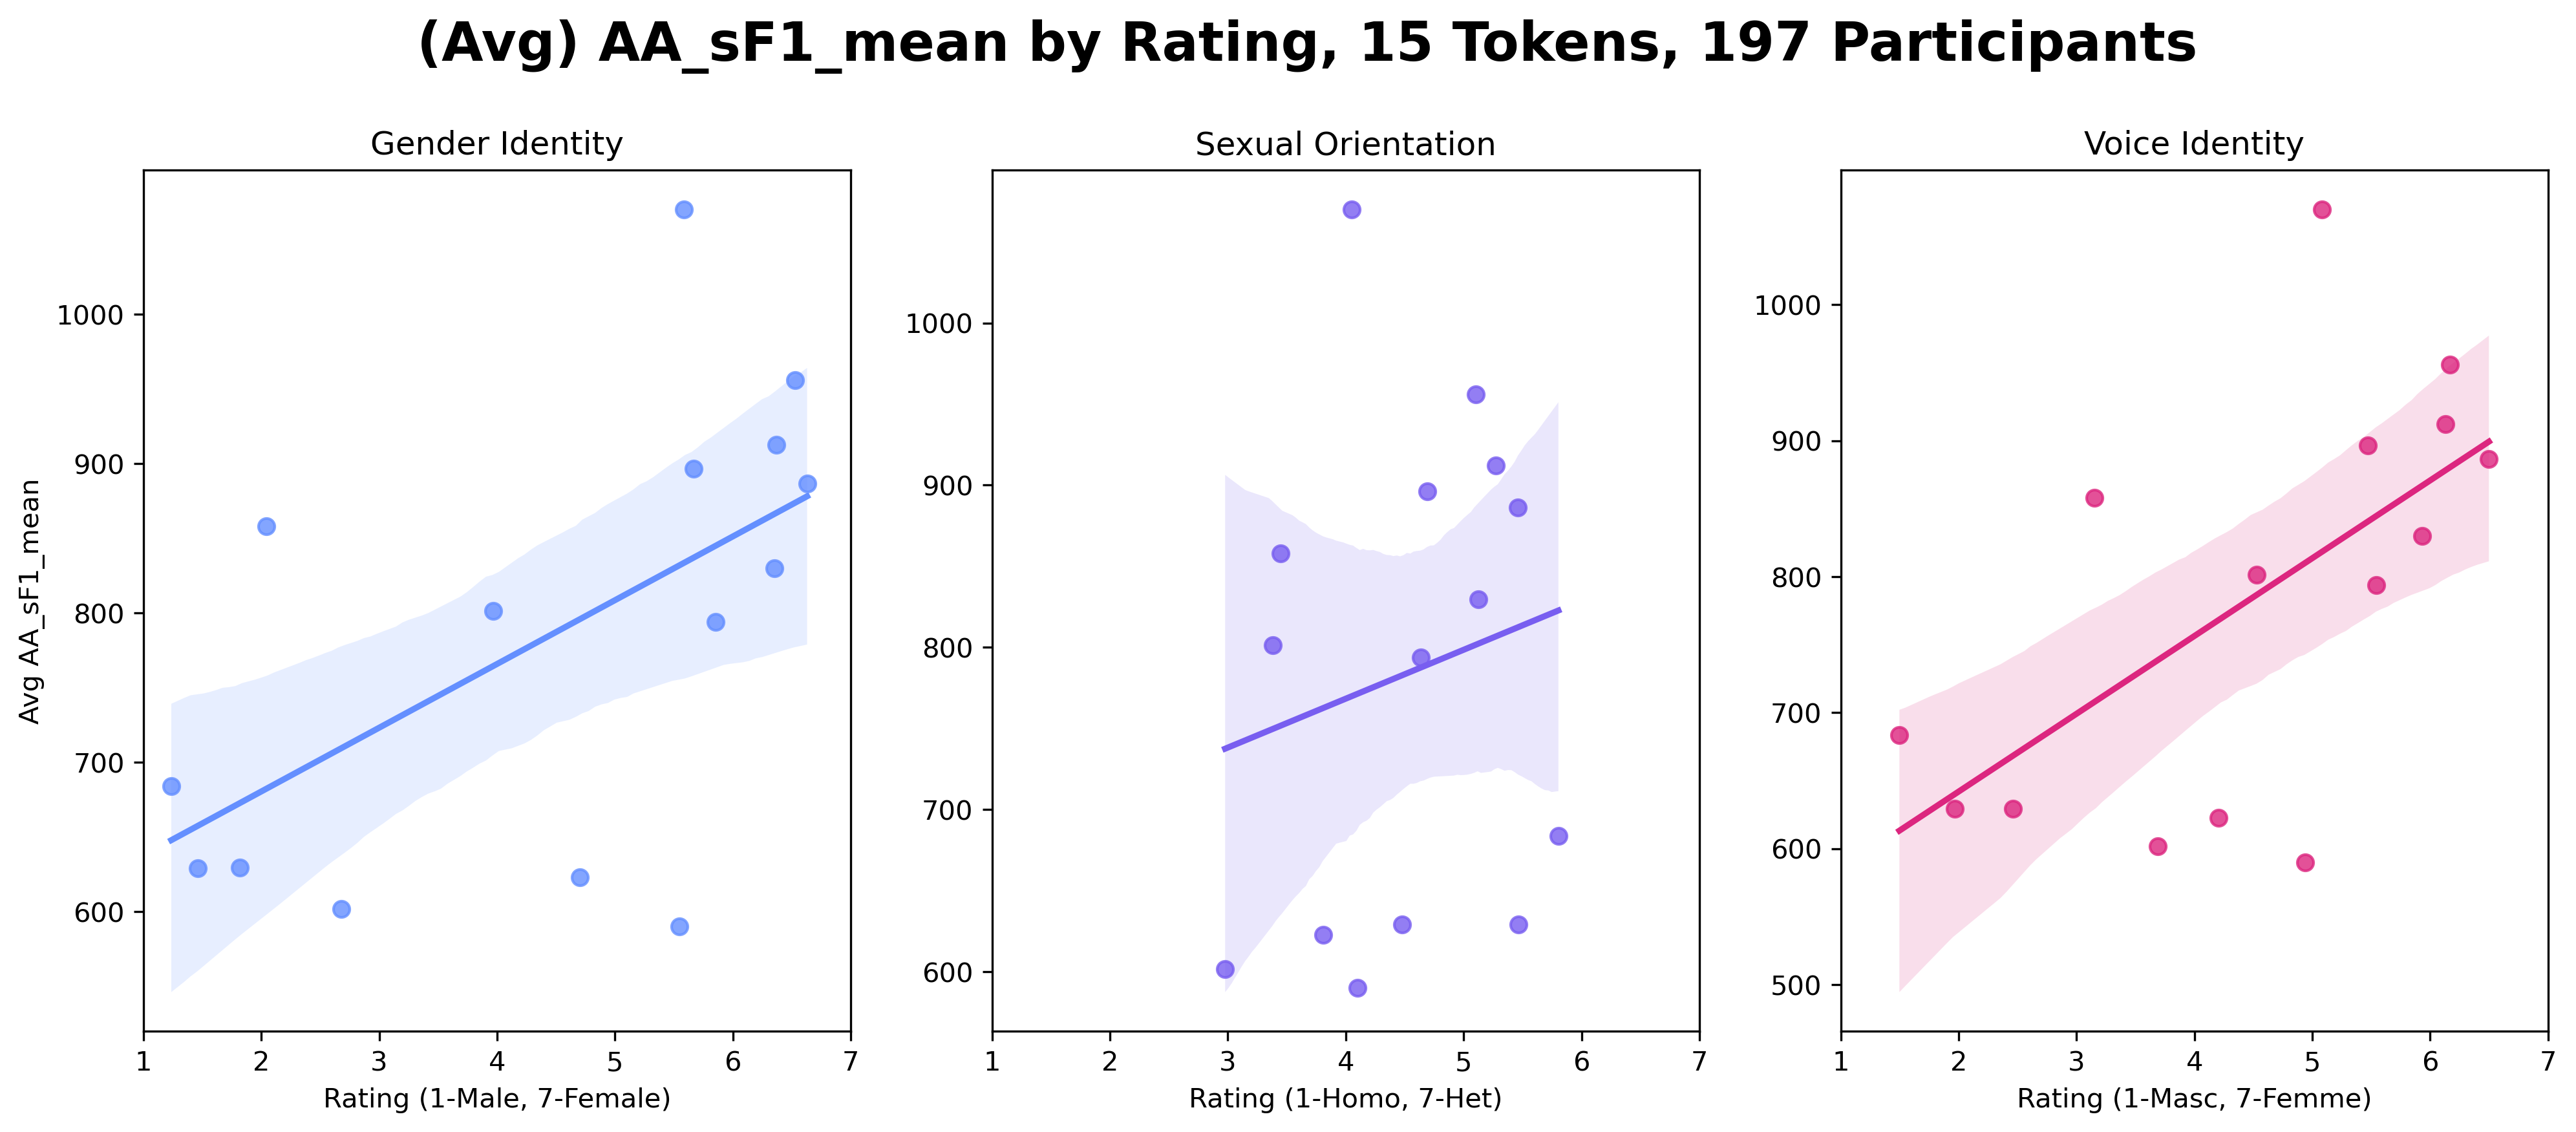 (Avg) AA_sF1_mean by Rating, 15 Tokens, 197 Participants
Gender Identity
Avg AA_sF1_mean
1000
900
800
700
600
1 2 3 4 5 6 7
Rating (1-Male, 7-Female)
Sexual Orientation
1000
900
800
700
600
1 2 3 4 5 6 7
Rating (1-Homo, 7-Het)
Voice Identity
1000
900
800
700
600
500
1 2 3 4 5 6 7
Rating (1-Masc, 7-Femme)